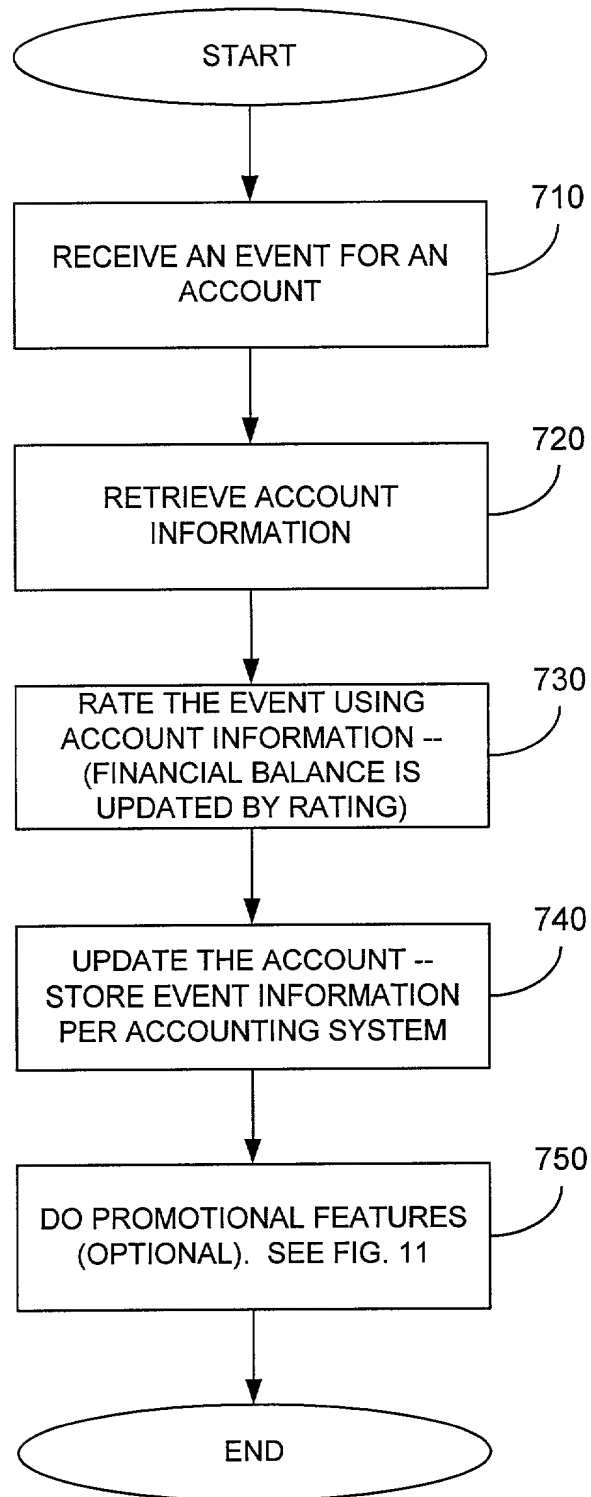 START
710
RECEIVE AN EVENT FOR AN
ACCOUNT
720
RETRIEVE ACCOUNT
INFORMATION
730
RATE THE EVENT USING
ACCOUNT INFORMATION --
(FINANCIAL BALANCE IS
UPDATED BY RATING)
740
UPDATE THE ACCOUNT --
STORE EVENT INFORMATION
PER ACCOUNTING SYSTEM
750
DO PROMOTIONAL FEATURES
(OPTIONAL). SEE FIG. 11
END